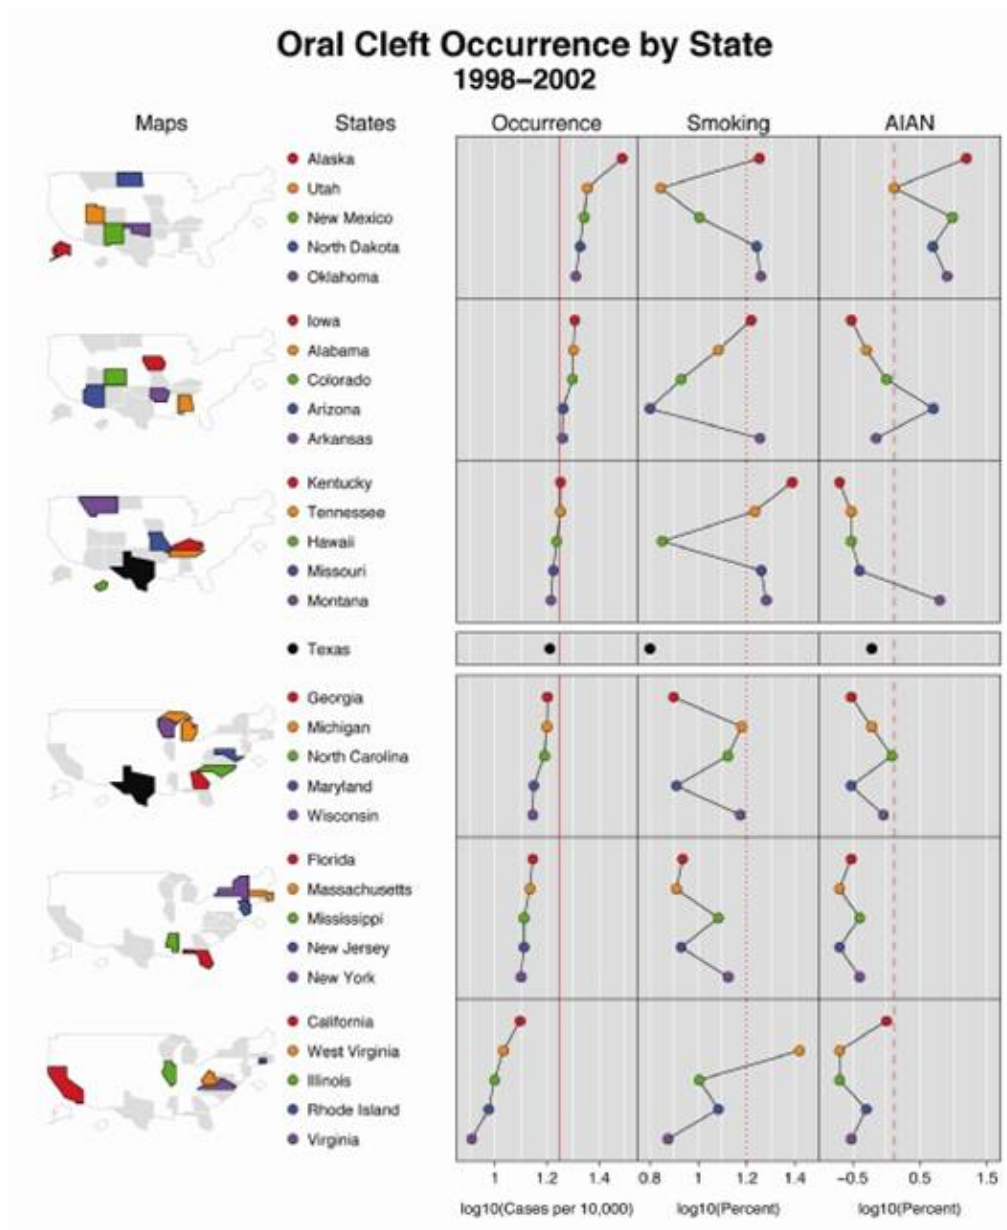 Oral Cleft Occurrence by State
1998–2002
Maps States Occurrence Smoking AIAN
Alaska
Utah
New Mexico
North Dakota
Oklahoma
Iowa
Alabama
Colorado
Arizona
Arkansas
Kentucky
Tennessee
Hawaii
Missouri
Montana
Texas
Georgia
Michigan
North Carolina
Maryland
Wisconsin
Florida
Massachusetts
Mississippi
New Jersey
New York
California
West Virginia
Illinois
Rhode Island
Virginia
1 1.2 1.4 0.8 1 1.2 1.4 −0.5 0.5 1.5
log10(Cases per 10,000) log10(Percent) log10(Percent)